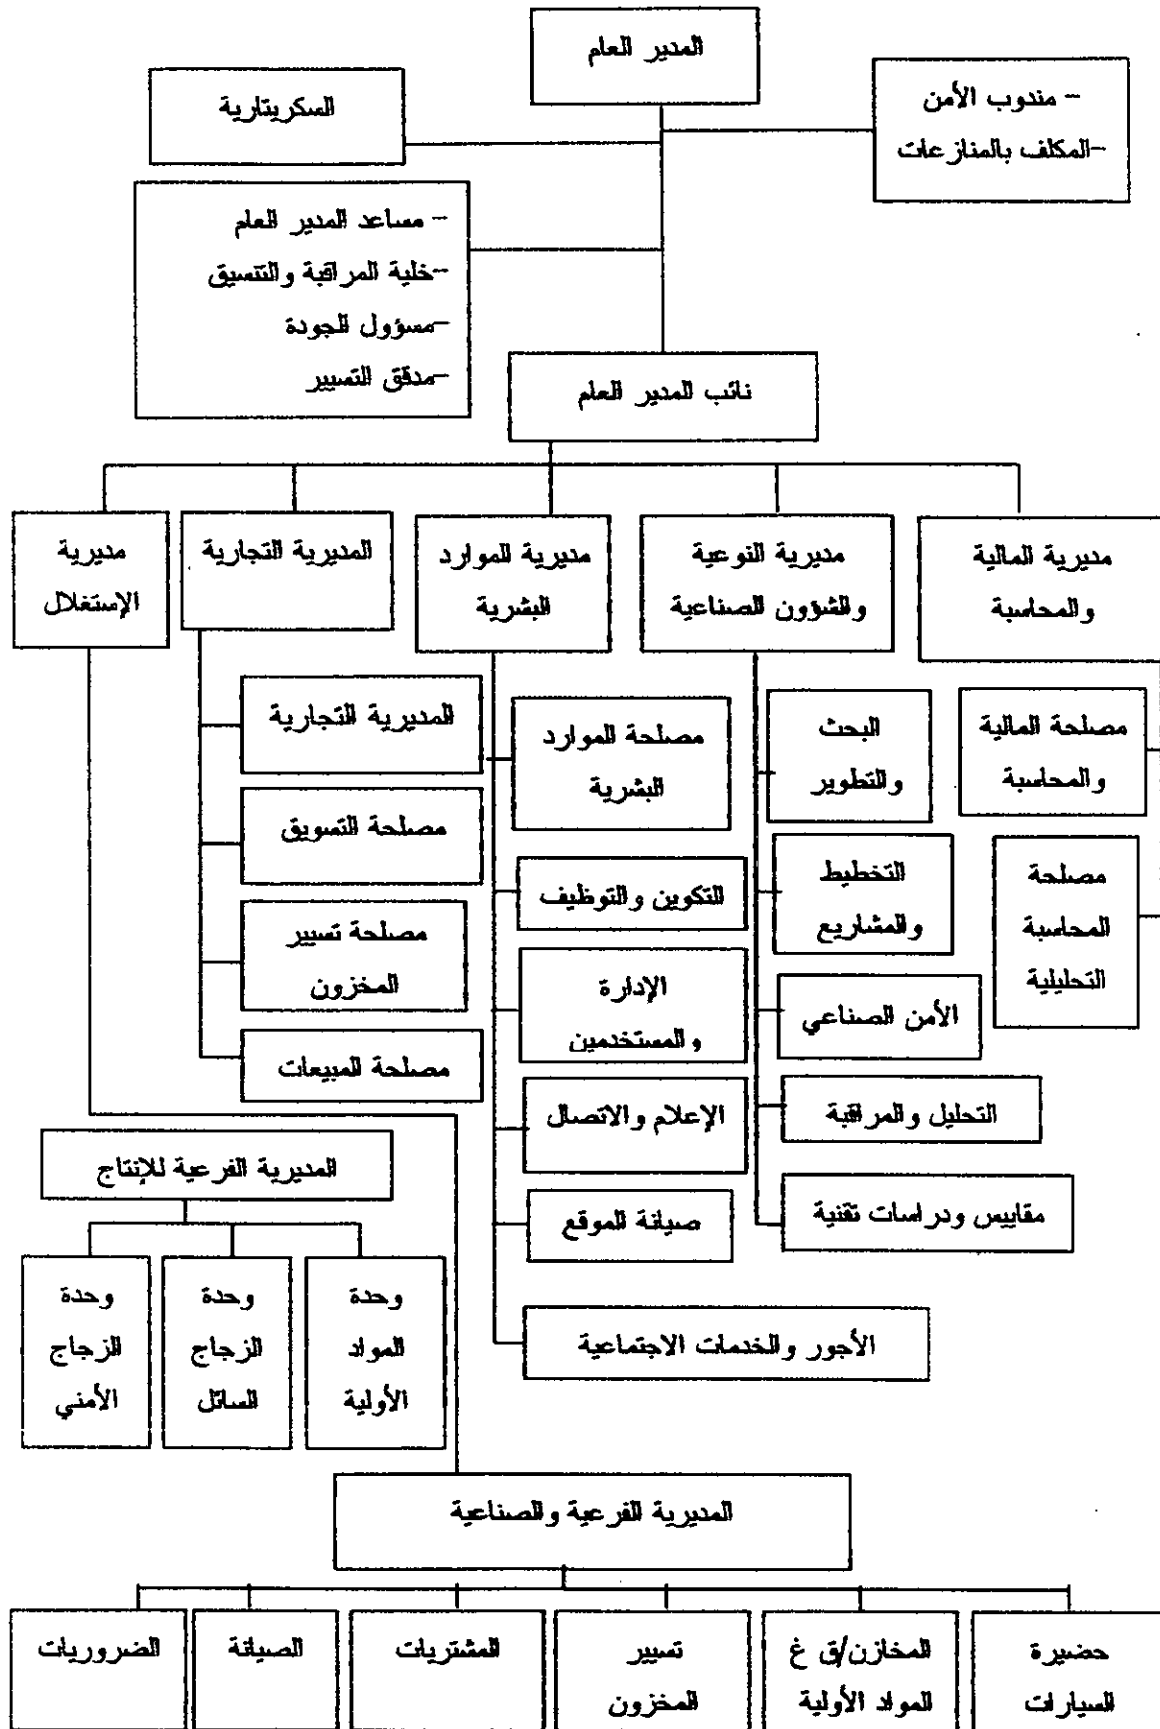 المدير العام
السكريتارية
– مندوب الأمن
–المكلف بالمنازعات
– مساعد المدير العام
–خلية المراقبة والتنسيق
–مسؤول الجودة
–مدقق التسيير
نائب المدير العام
مديرية المالية
والمحاسبة
مديرية النوعية
والشؤون الصناعية
مديرية الموارد
البشرية
المديرية التجارية
مديرية
الإستغلال
مصلحة المالية
والمحاسبة
مصلحة
المحاسبة
التحليلية
البحث
والتطوير
التخطيط
والمشاريع
الأمن الصناعي
التحليل والمراقبة
مقاييس ودراسات تقنية
مصلحة الموارد
البشرية
التكوين والتوظيف
الإدارة
والمستخدمين
الإعلام والاتصال
صيانة الموقع
الأجور والخدمات الاجتماعية
المديرية التجارية
مصلحة التسويق
مصلحة تسيير
المخزون
مصلحة المبيعات
المديرية الفرعية للإنتاج
وحدة
المواد
الأولية
وحدة
الزجاج
السائل
وحدة
الزجاج
الأمني
المديرية الفرعية والصناعية
حضيرة
السيارات
المخازن/ق غ
المواد الأولية
تسيير
المخزون
المشتريات
الصيانة
الضروريات